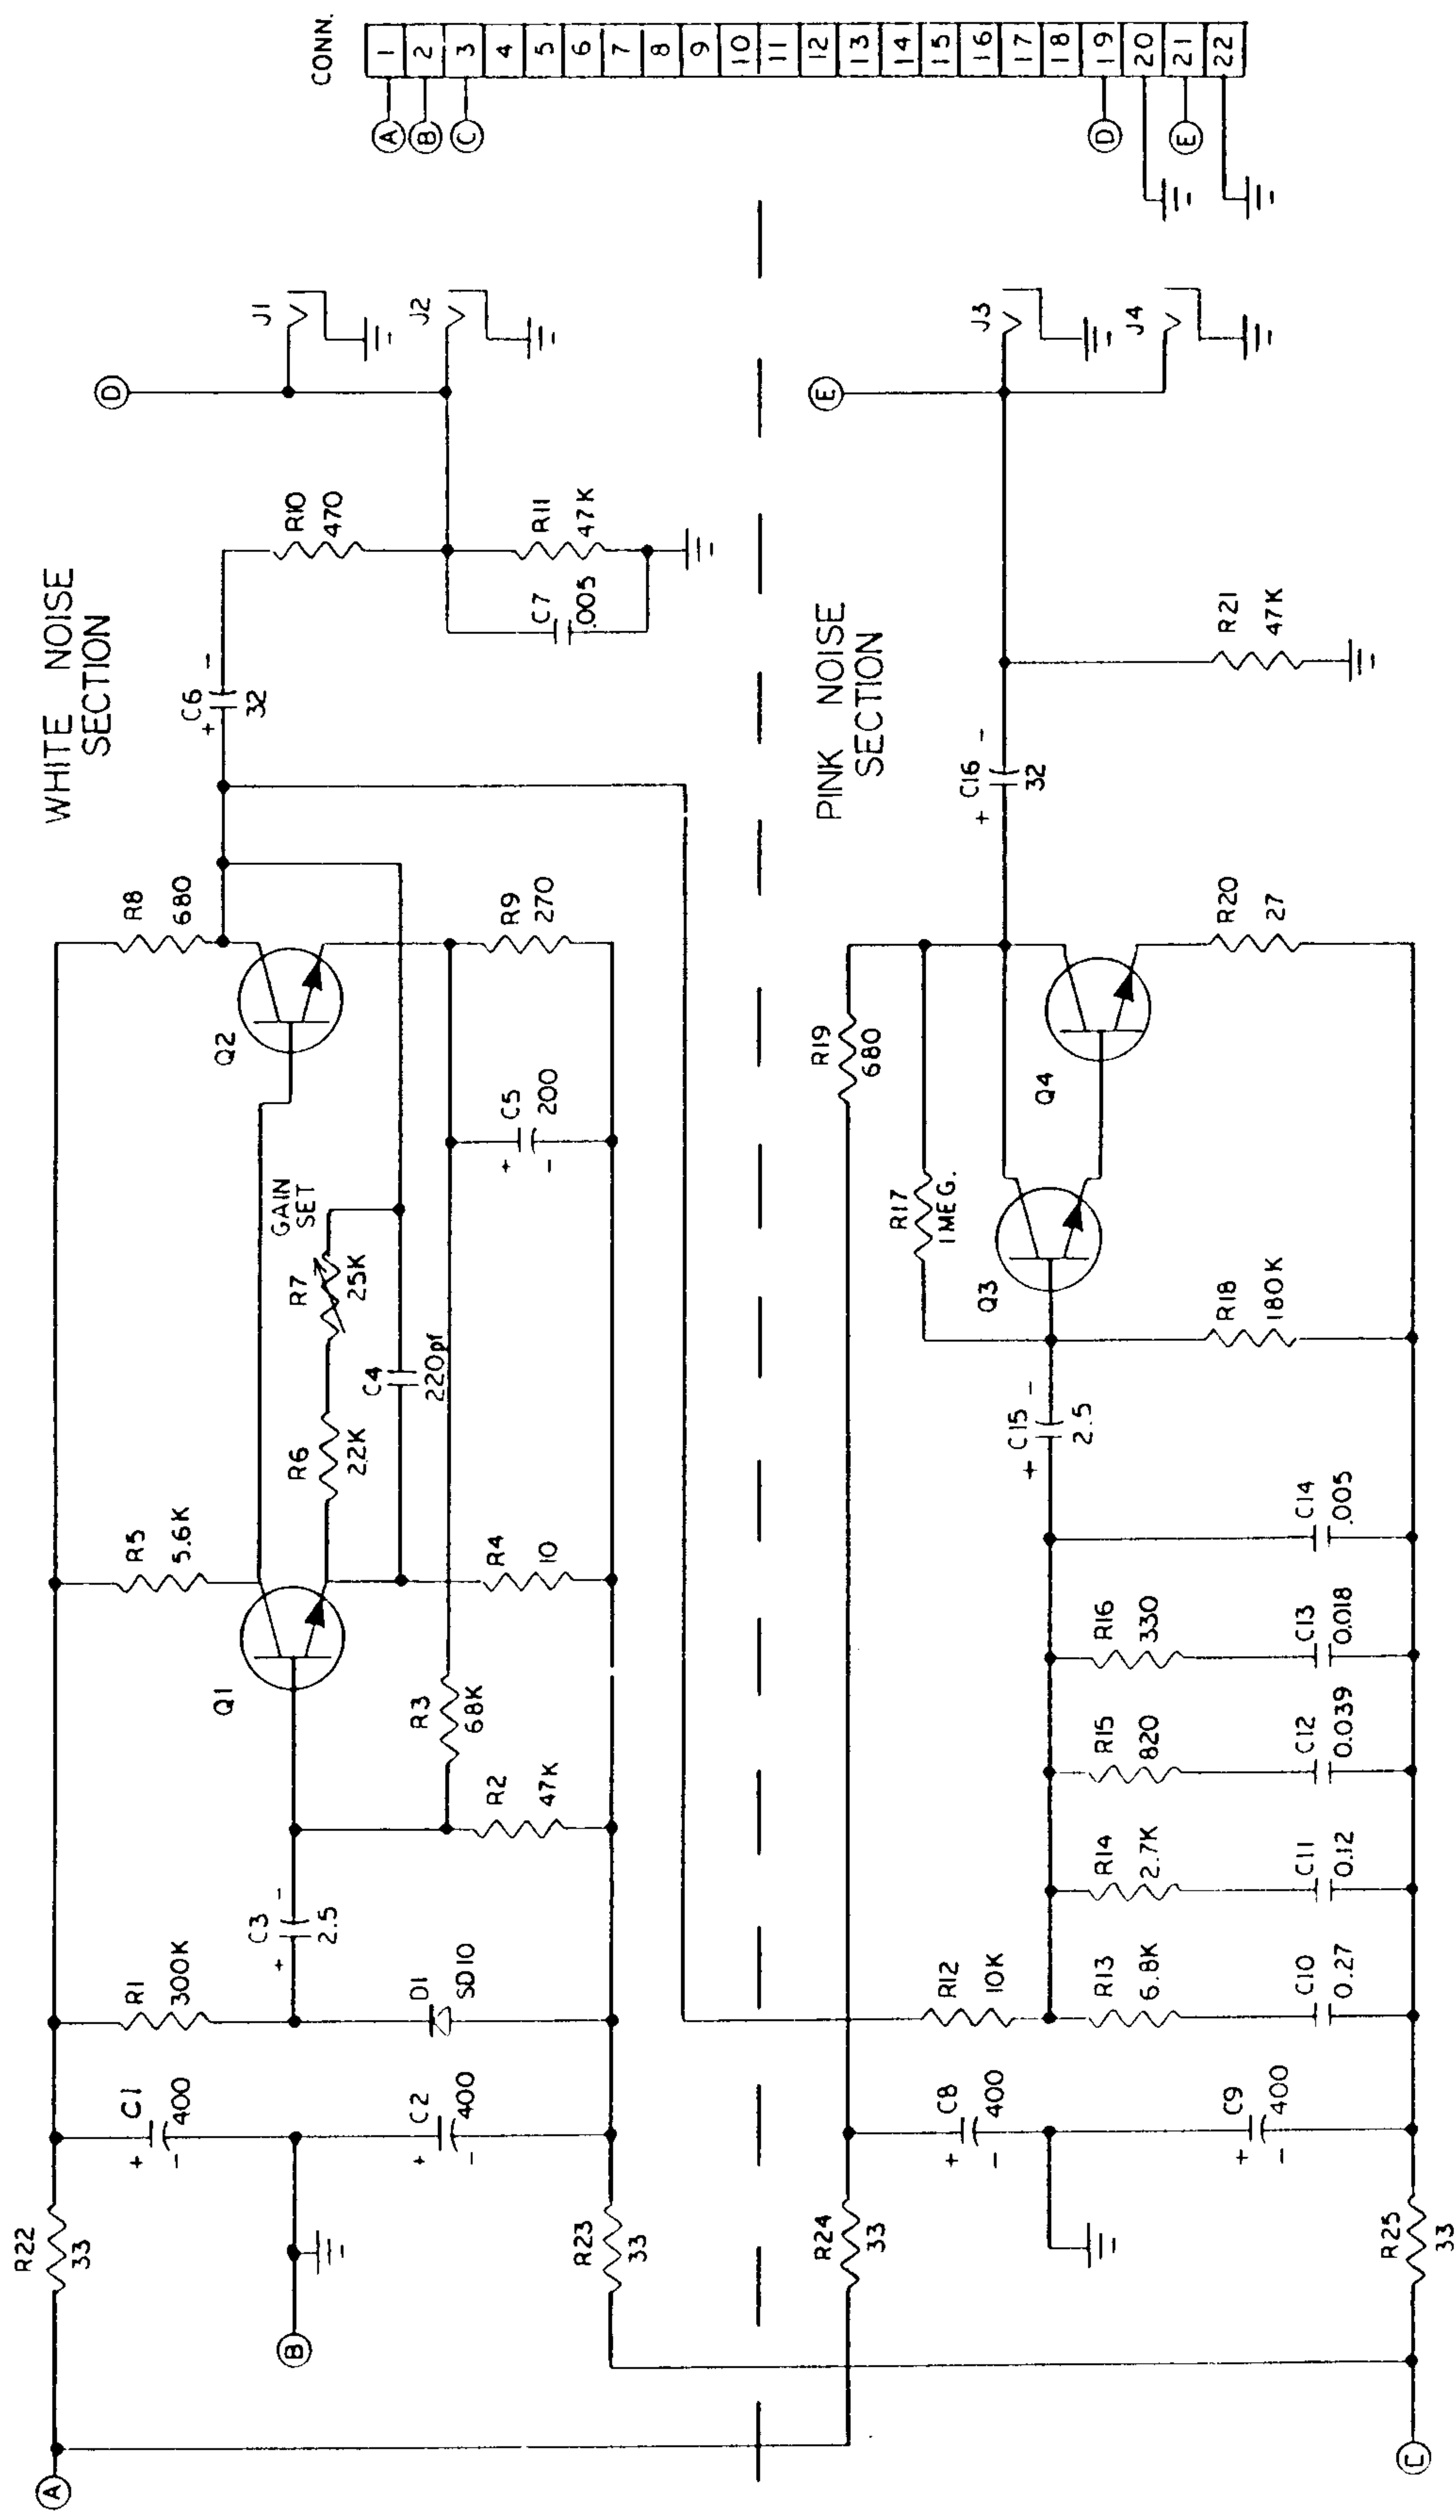 WHITE NOISE
SECTION
A
R22
33
C1
400
+
-
B
C2
400
+
-
R23
33
R1
300K
D1
SD10
C3
2.5
+
-
R2
47K
R3
68K
Q1
R5
5.6K
R4
10
R6
22K
R7
25K
GAIN
SET
C4
220pf
C5
200
+
-
Q2
R8
680
R9
270
C6
32
+
-
R10
470
C7
.005
R11
47K
D
J1
J2
PINK NOISE
SECTION
R24
33
C8
400
+
-
C9
400
+
-
R25
33
C
R12
10K
R13
6.8K
C10
0.27
R14
2.7K
C11
0.12
R15
820
C12
0.039
R16
330
C13
0.018
C14
.005
C15
2.5
+
-
R17
1 MEG.
R18
180K
Q3
Q4
R19
680
R20
27
C16
32
+
-
R21
47K
E
J3
J4
CONN.
A 1
B 2
C 3
4
5
6
7
8
9
10
11
12
13
14
15
16
17
18
D 19
20
E 21
22